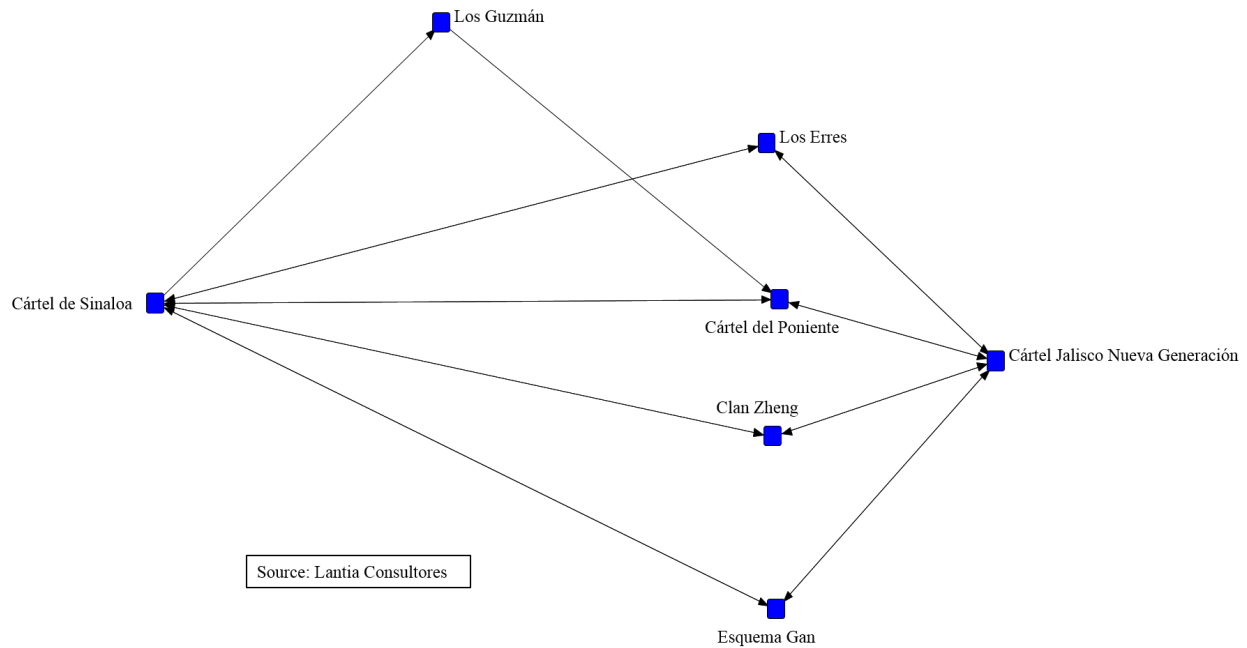 Los Guzmán
Los Erres
Cártel de Sinaloa
Cártel del Poniente
Cártel Jalisco Nueva Generación
Clan Zheng
Source: Lantia Consultores
Esquema Gan